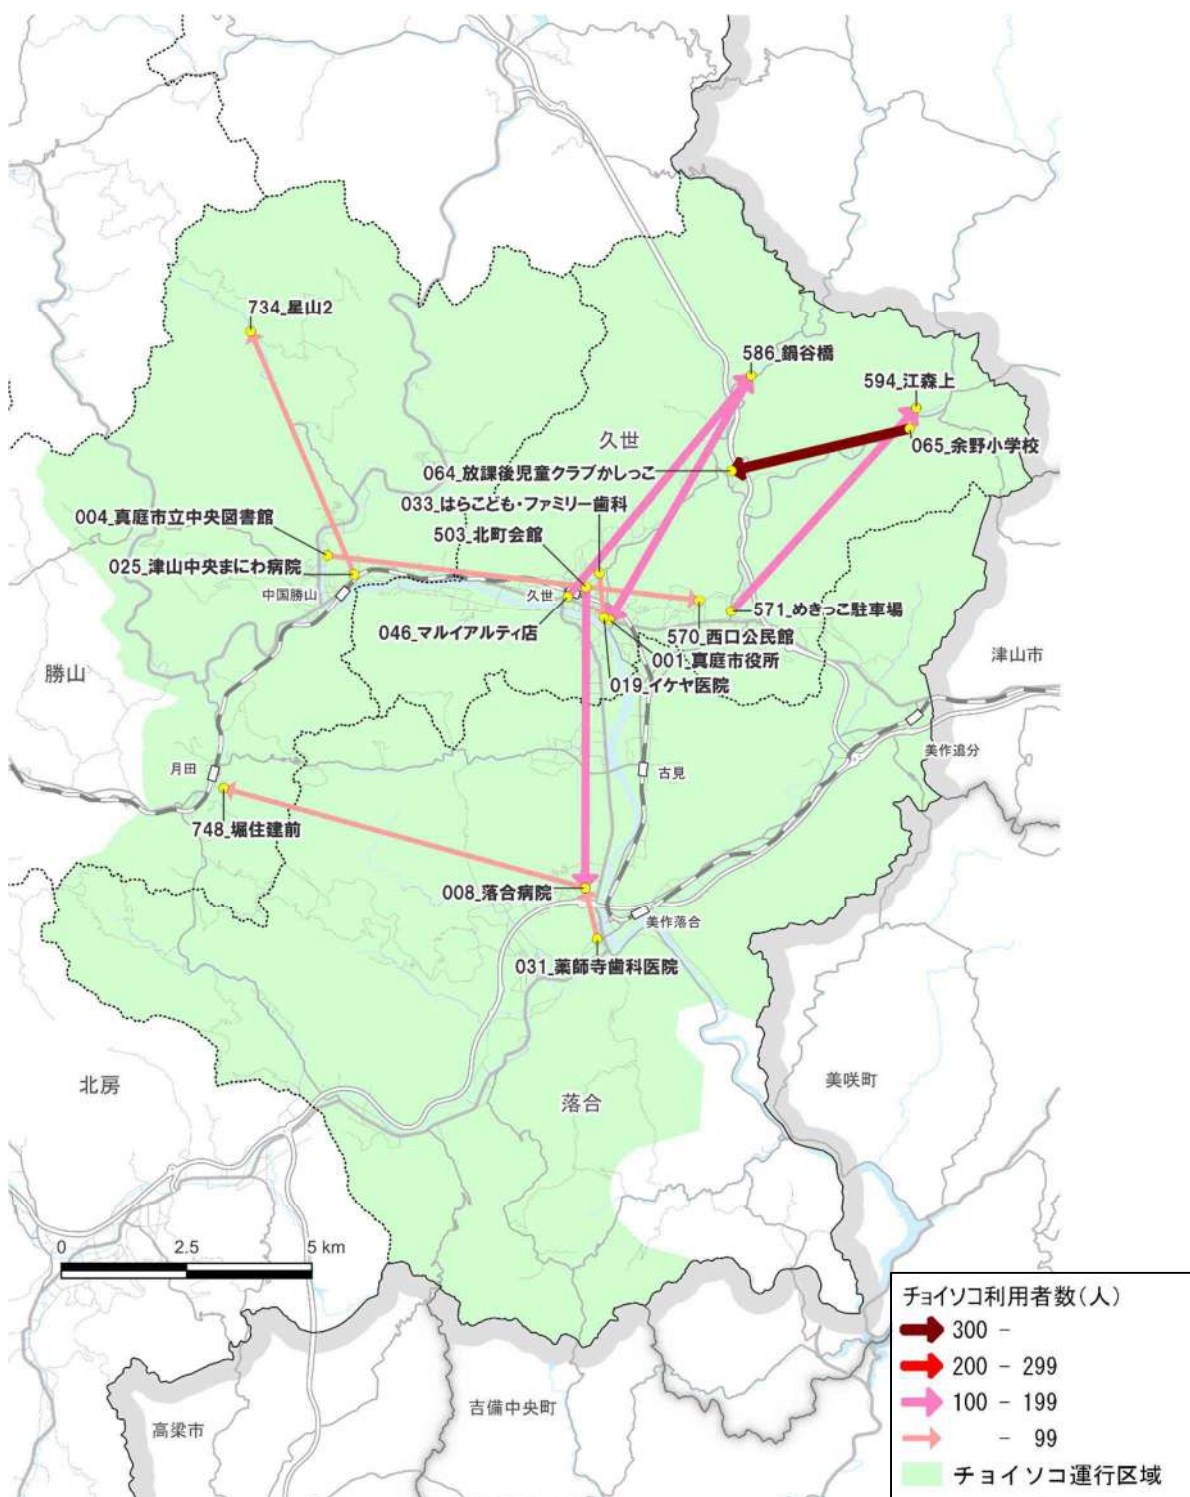 734_星山2
586_鍋谷橋
594_江森上
久世
065_余野小学校
064_放課後児童クラブかしっこ
033_はらこども・ファミリー歯科
004_真庭市立中央図書館
503_北町会館
025_津山中央まにわ病院
中国勝山
久世
046_マルイアルティ店
571_めきっこ駐車場
570_西口公民館
001_真庭市役所
019_イケヤ医院
津山市
勝山
美作追分
月田
古見
748_堀住建前
008_落合病院
美作落合
031_薬師寺歯科医院
北房
落合
美咲町
0 2.5 5 km
高梁市
吉備中央町
チョイソコ利用者数(人)
300 -
200 - 299
100 - 199
- 99
チョイソコ運行区域